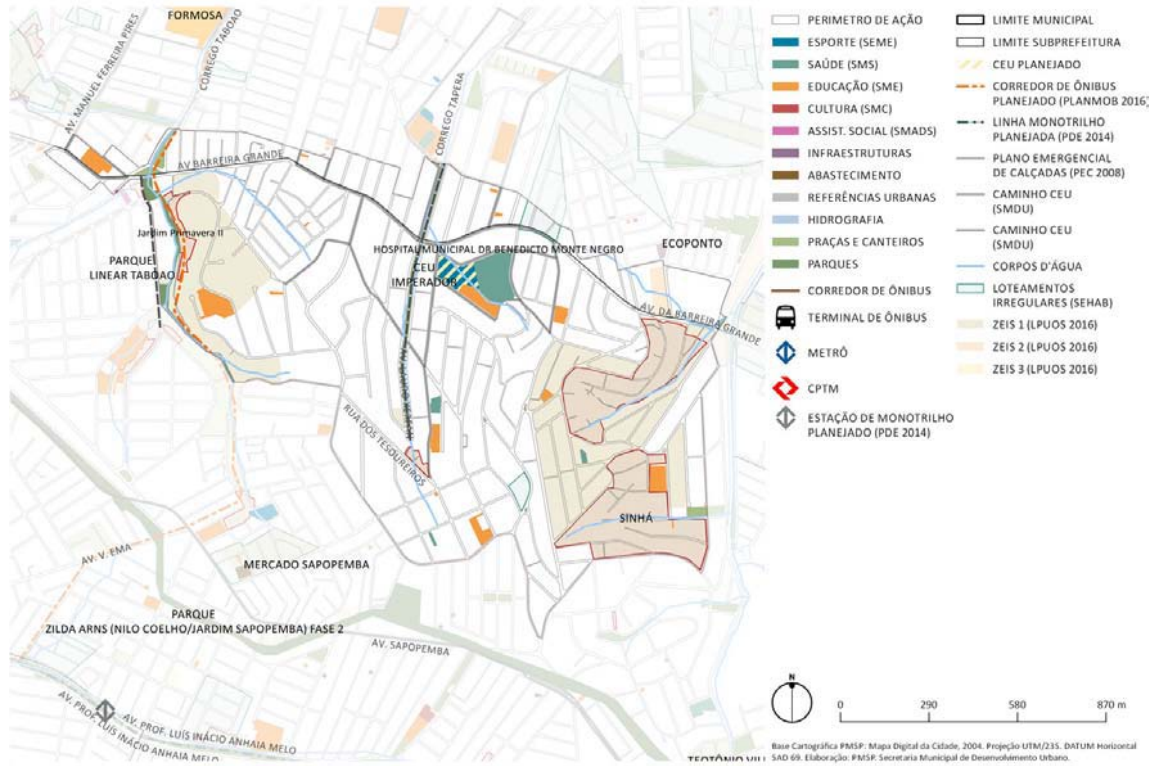 FORMOSA
AV. MANUEL FERREIRA PIRES
CORREGO TABOAO
CORREGO TAPERA
AV BARREIRA GRANDE
Jardim Primavera II
PARQUE
LINEAR TABOAO
HOSPITAL MUNICIPAL DR BENEDICTO MONTE NEGRO
CEU
IMPERADOR
ECOPONTO
AV. DA BARREIRA GRANDE
RUA DOS TESOUREIROS
SINHÁ
AV. V. EMA
MERCADO SAPOPEMBA
PARQUE
ZILDA ARNS (NILO COELHO/JARDIM SAPOPEMBA) FASE 2
AV. SAPOPEMBA
AV. PROF. LUÍS INÁCIO ANHAIA MELO
AV. PROF. LUÍS INÁCIO ANHAIA MELO
PERIMETRO DE AÇÃO
ESPORTE (SEME)
SAÚDE (SMS)
EDUCAÇÃO (SME)
CULTURA (SMC)
ASSIST. SOCIAL (SMADS)
INFRAESTRUTURAS
ABASTECIMENTO
REFERÊNCIAS URBANAS
HIDROGRAFIA
PRAÇAS E CANTEIROS
PARQUES
CORREDOR DE ÔNIBUS
TERMINAL DE ÔNIBUS
METRÔ
CPTM
ESTAÇÃO DE MONOTRILHO
PLANEJADO (PDE 2014)
LIMITE MUNICIPAL
LIMITE SUBPREFEITURA
CEU PLANEJADO
CORREDOR DE ÔNIBUS
PLANEJADO (PLANMOB 2016)
LINHA MONOTRILHO
PLANEJADA (PDE 2014)
PLANO EMERGENCIAL
DE CALÇADAS (PEC 2008)
CAMINHO CEU
(SMDU)
CAMINHO CEU
(SMDU)
CORPOS D'ÁGUA
LOTEAMENTOS
IRREGULARES (SEHAB)
ZEIS 1 (LPUOS 2016)
ZEIS 2 (LPUOS 2016)
ZEIS 3 (LPUOS 2016)
N
0 290 580 870 m
Base Cartográfica PMSP: Mapa Digital da Cidade, 2004. Projeção UTM/23S. DATUM Horizontal
SAD 69. Elaboração: PMSP. Secretaria Municipal de Desenvolvimento Urbano.